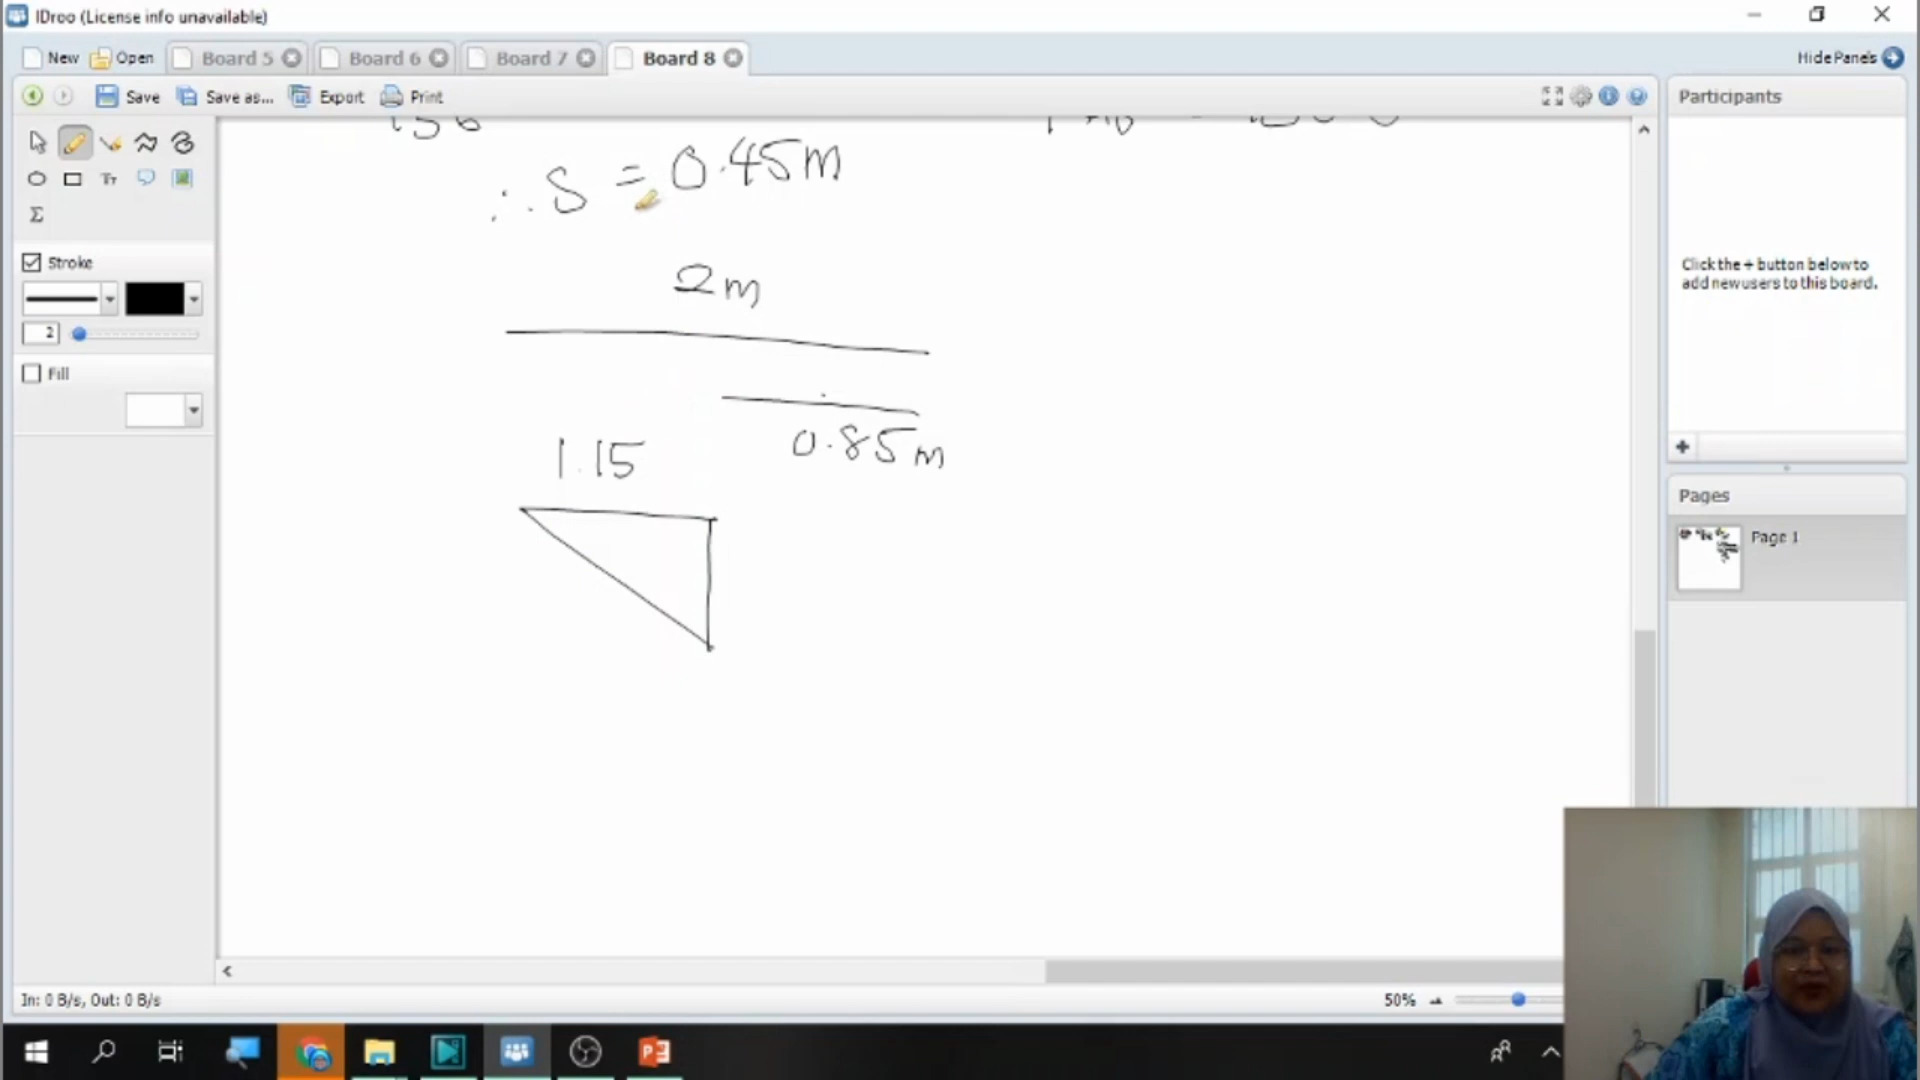 IDroo (License info unavailable)
New Open Board 5 Board 6 Board 7 Board 8 Hide Panels
Save Save as... Export Print
Participants
∴ S = 0.45m
Click the + button below to
add new users to this board.
Stroke
2m
2
Fill
0.85m
1.15
Pages
Page 1
In: 0 B/s, Out: 0 B/s
50%